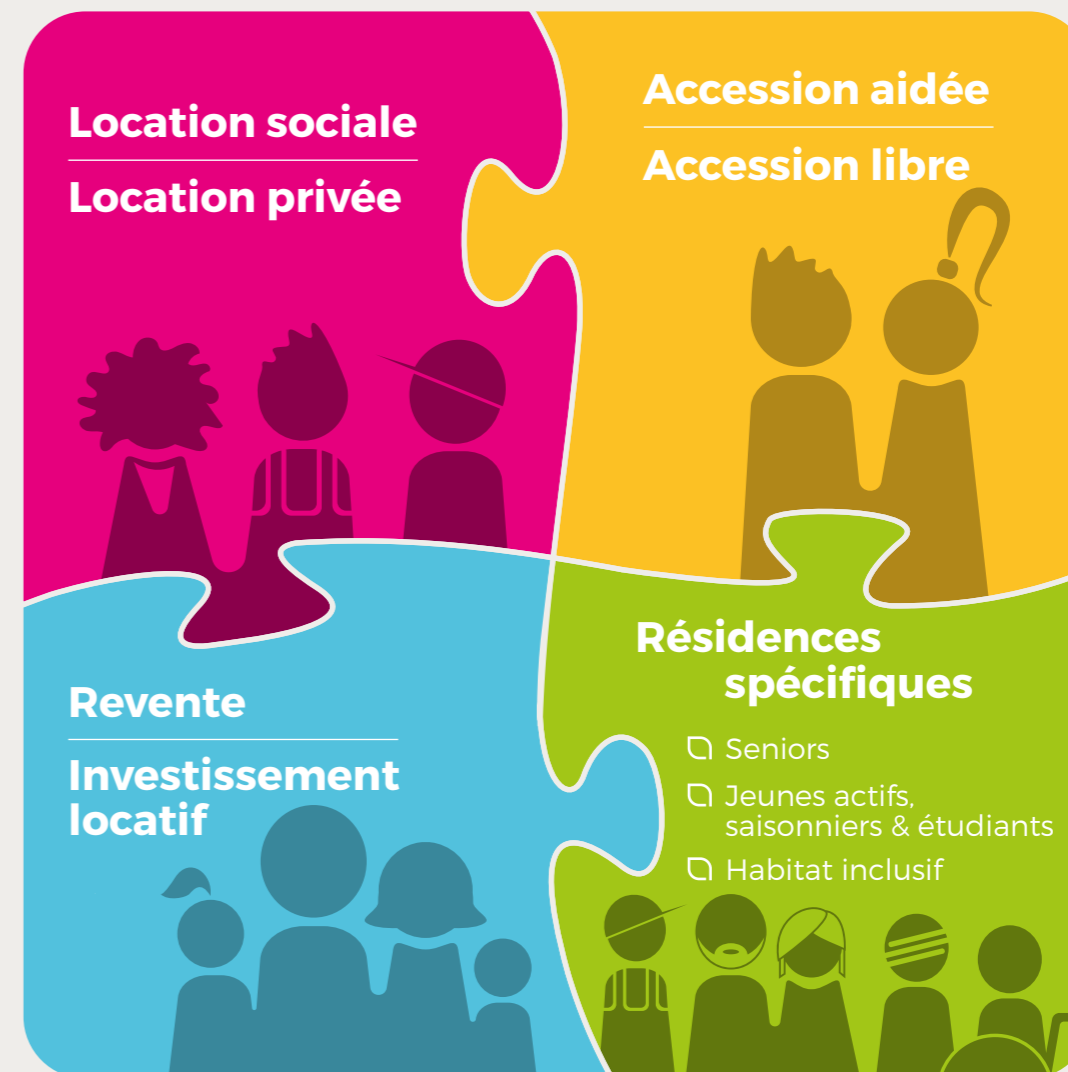 Location sociale
Location privée
Accession aidée
Accession libre
Revente
Investissement
locatif
Résidences
spécifiques
Seniors
Jeunes actifs,
saisonniers & étudiants
Habitat inclusif